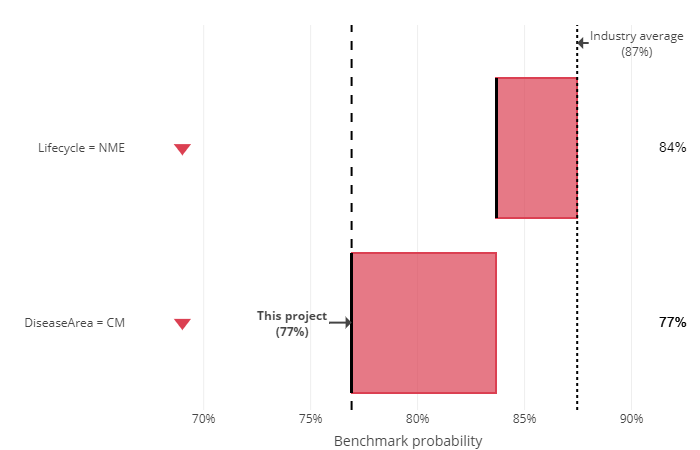 Industry average
(87%)
Lifecycle = NME
84%
This project
(77%)
DiseaseArea = CM
77%
70%
75%
80%
85%
90%
Benchmark probability